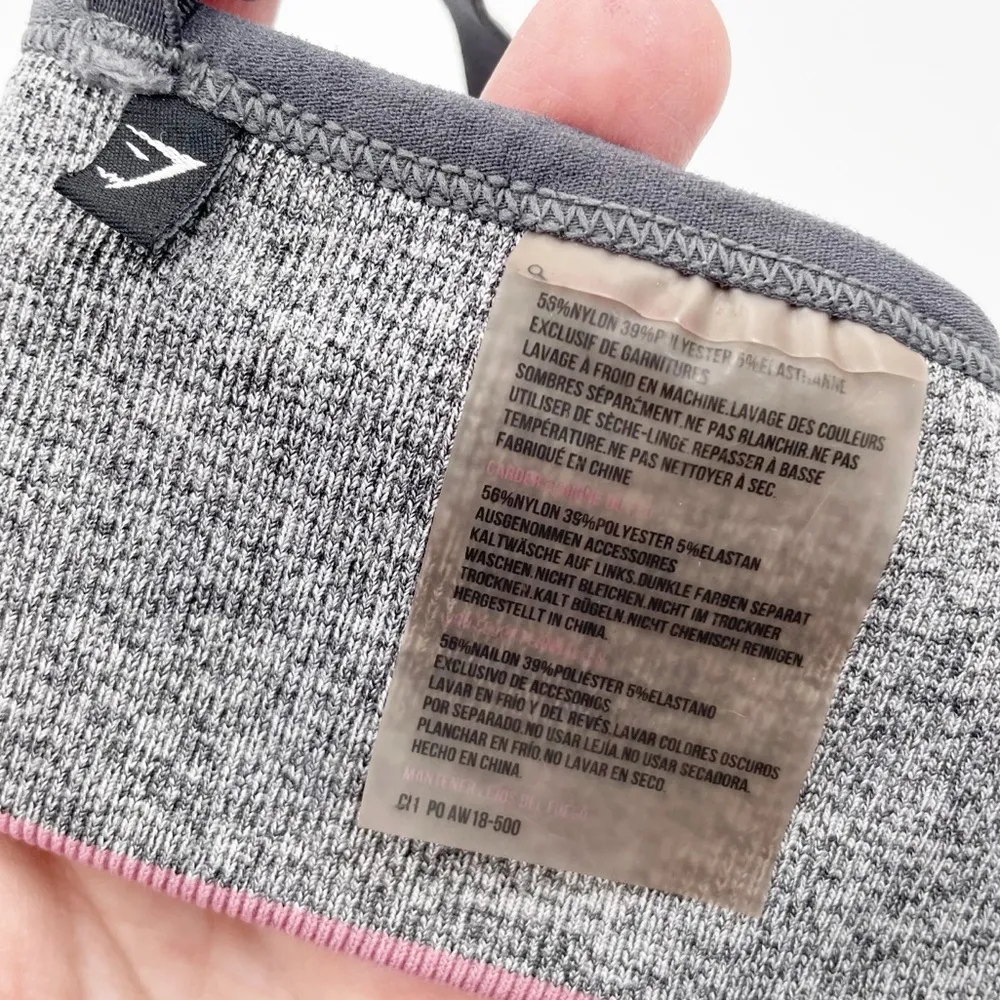 56%NYLON 39%POLYESTER 5%ELASTHANNE
EXCLUSIF DE GARNITURES
LAVAGE À FROID EN MACHINE.LAVAGE DES COULEURS
SOMBRES SÉPARÉMENT.NE PAS RLANCHIR.NE PAS
UTILISER DE SÈCHE-LINGE.REPASSER À BASSE
TEMPÉRATURE.NE PAS NETTOYER À SEC.
FABRIQUÉ EN CHINE
56%NYLON 39%POLYESTER 5%ELASTAN
AUSGENOMMEN ACCESSOIRES
KALTWÄSCHE AUF LINKS.DUNKLE FARBEN SEPARAT
WASCHEN.NICHT BLEICHEN.NICHT IM TROCKNER
TROCKNEN.KALT BÜGELN.NICHT CHEMISCH REINIGEN.
HERGESTELLT IN CHINA.
56%NAILON 39%POLIÉSTER 5%ELASTANO
EXCLUSIVO DE ACCESORIOS
LAVAR EN FRÍO Y DEL REVÉS.LAVAR COLORES OSCUROS
POR SEPARADO.NO USAR LEJÍA.NO USAR SECADORA.
PLANCHAR EN FRÍO,NO LAVAR EN SECO.
HECHO EN CHINA.
MANTENER LEJOS DEL FUEGO
CI1 PO AW18-500